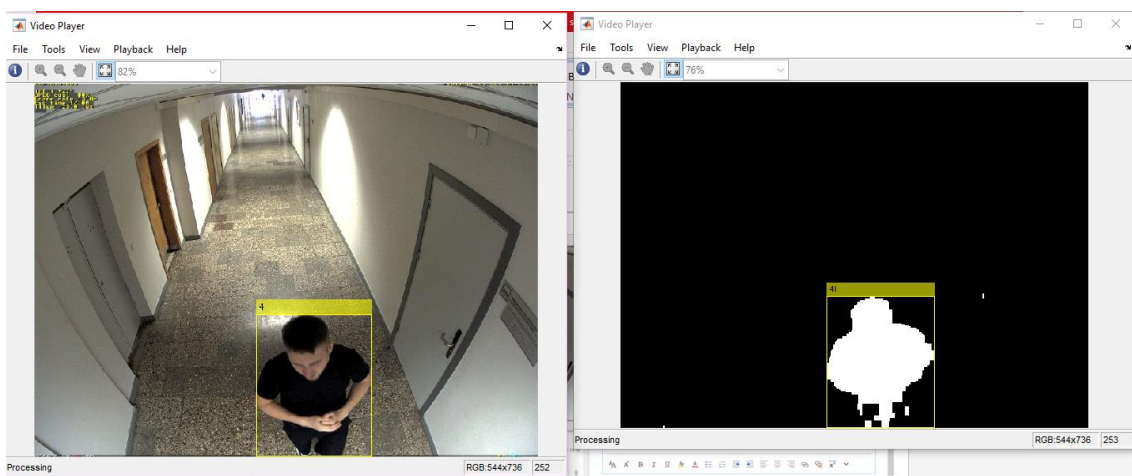 Video Player
File Tools View Playback Help
82%
4
Processing
RGB:544x736 252
Video Player
File Tools View Playback Help
76%
Processing
RGB:544x736 253